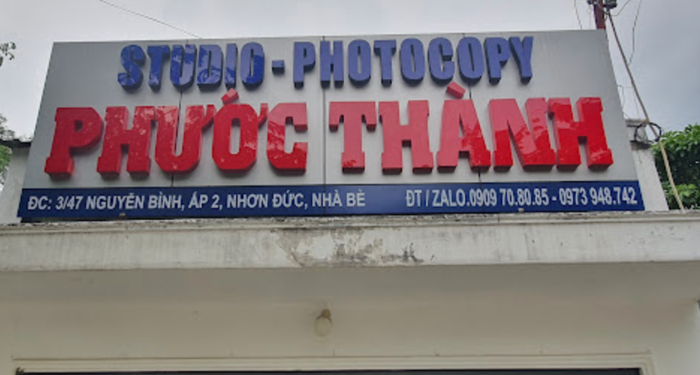 STUDIO - PHOTOCOPY
PHƯỚC THÀNH
ĐC: 3/47 NGUYỄN BÌNH, ẤP 2, NHƠN ĐỨC, NHÀ BÈ ĐT / ZALO.0909 70.80.85 - 0973 948.742